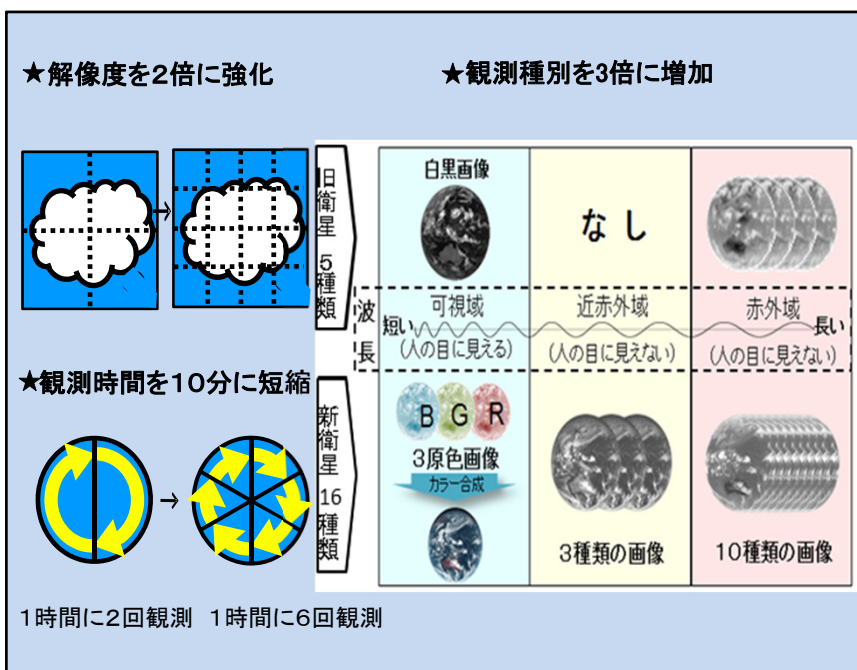 ★解像度を2倍に強化
★観測種別を3倍に増加
旧衛星 5種類
白黒画像
なし
波長
可視域
近赤外域
赤外域
短い
長い
(人の目に見える)
(人の目に見えない)
(人の目に見えない)
★観測時間を10分に短縮
新衛星 16種類
B G R
3原色画像
カラー合成
3種類の画像
10種類の画像
1時間に2回観測
1時間に6回観測